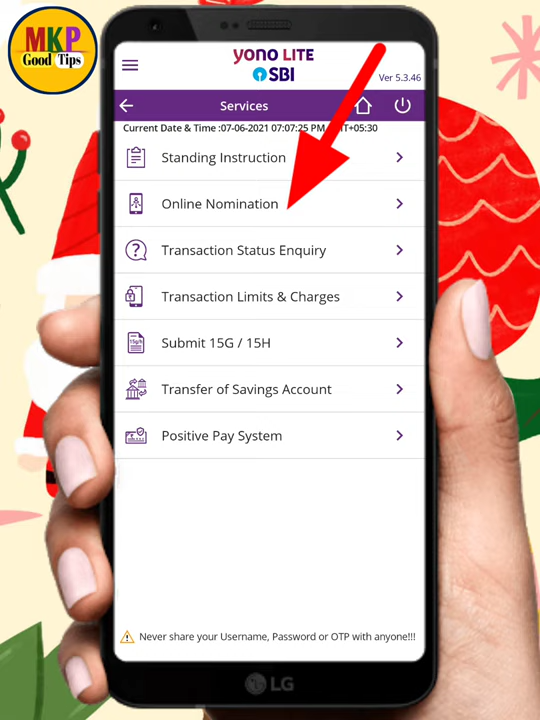 MKP
Good Tips
yono LITE
SBI
Ver 5.3.46
Services
Current Date & Time :07-06-2021 07:07:25 PM GMT+05:30
Standing Instruction
Online Nomination
Transaction Status Enquiry
Transaction Limits & Charges
15g/h
Submit 15G / 15H
Transfer of Savings Account
Positive Pay System
Never share your Username, Password or OTP with anyone!!!
LG